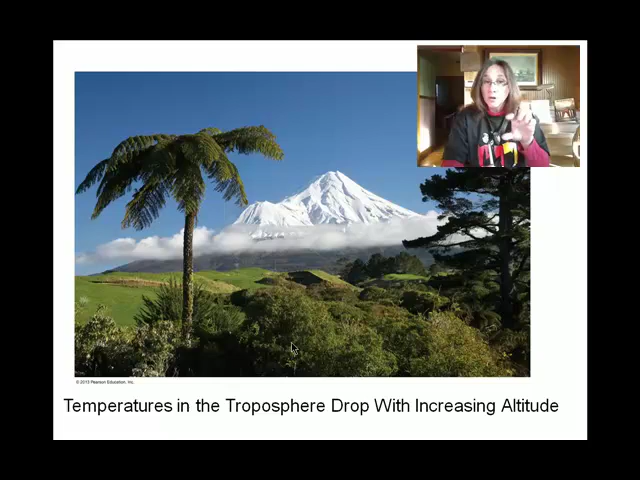 © 2013 Pearson Education, Inc.
Temperatures in the Troposphere Drop With Increasing Altitude